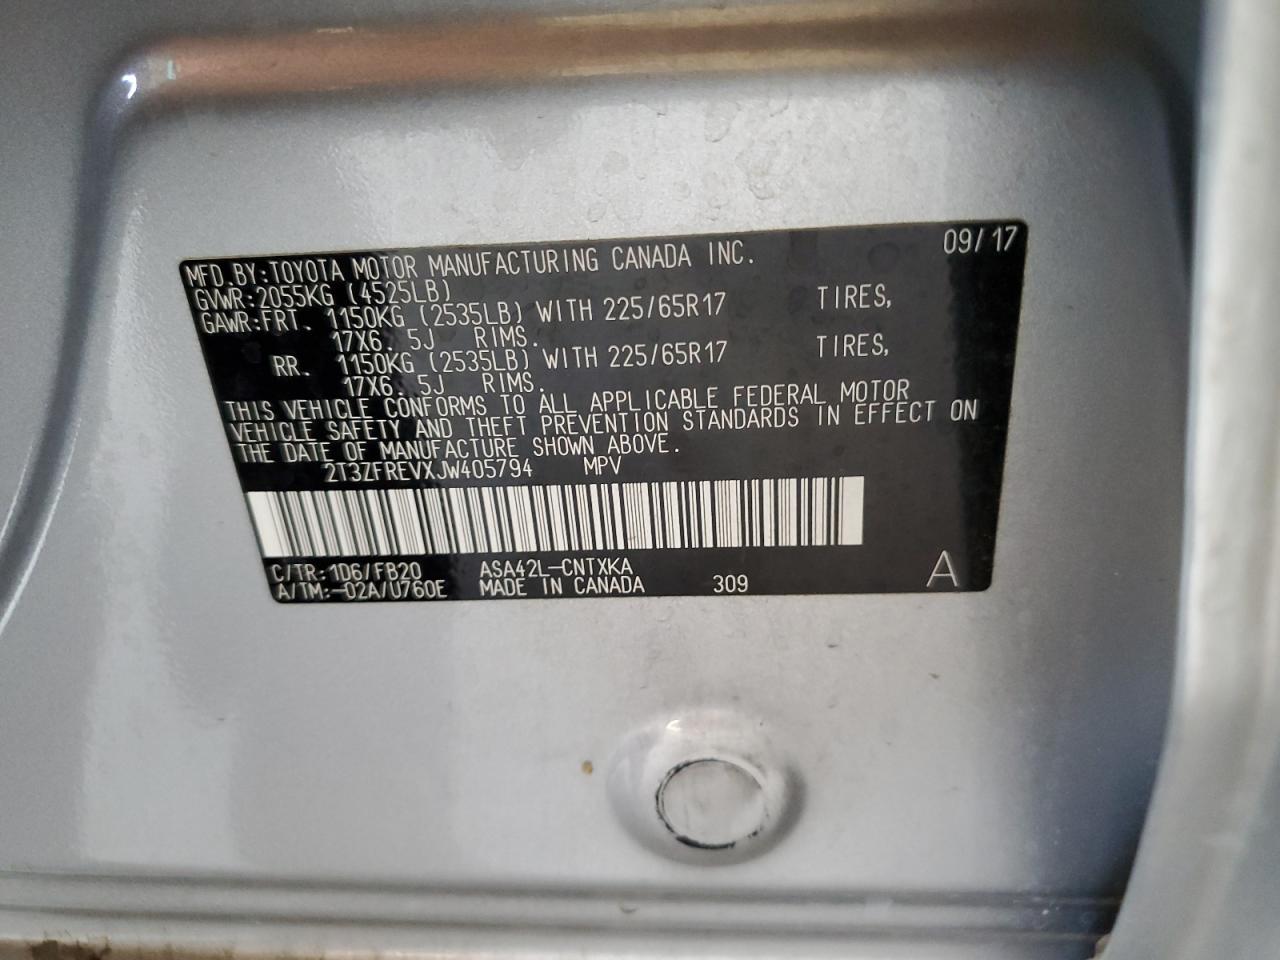 MFD.BY:TOYOTA MOTOR MANUFACTURING CANADA INC. 09/17
GVWR:2055KG (4525LB)
GAWR:FRT. 1150KG (2535LB) WITH 225/65R17 TIRES,
17X6.5J RIMS.
RR. 1150KG (2535LB) WITH 225/65R17 TIRES,
17X6.5J RIMS.
THIS VEHICLE CONFORMS TO ALL APPLICABLE FEDERAL MOTOR
VEHICLE SAFETY AND THEFT PREVENTION STANDARDS IN EFFECT ON
THE DATE OF MANUFACTURE SHOWN ABOVE.
2T3ZFREVXJW405794 MPV
C/TR:1D6/FB20 ASA42L-CNTXKA
A/TM:-02A/U760E MADE IN CANADA 309 A